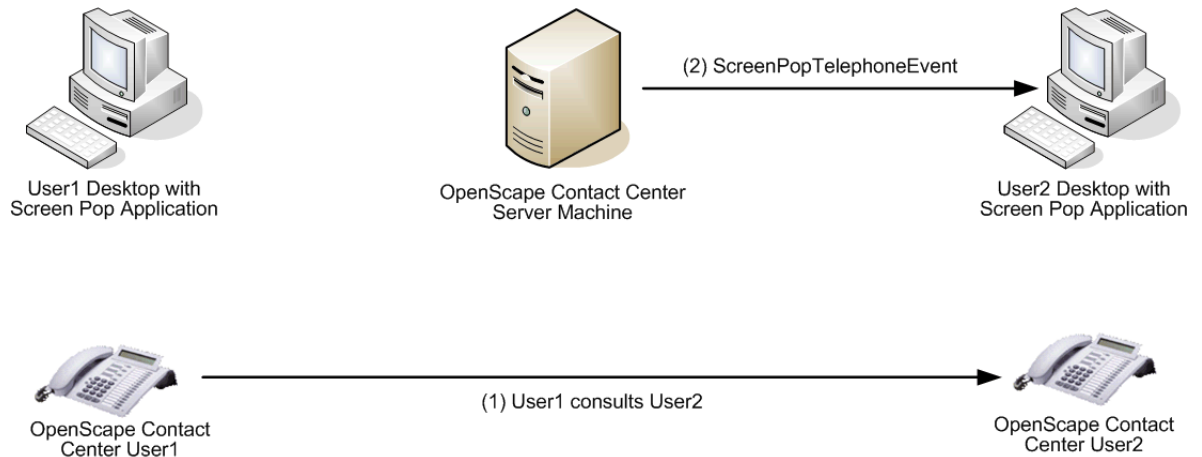 (2) ScreenPopTelephoneEvent
User1 Desktop with
Screen Pop Application
OpenScape Contact Center
Server Machine
User2 Desktop with
Screen Pop Application
(1) User1 consults User2
OpenScape Contact
Center User1
OpenScape Contact
Center User2